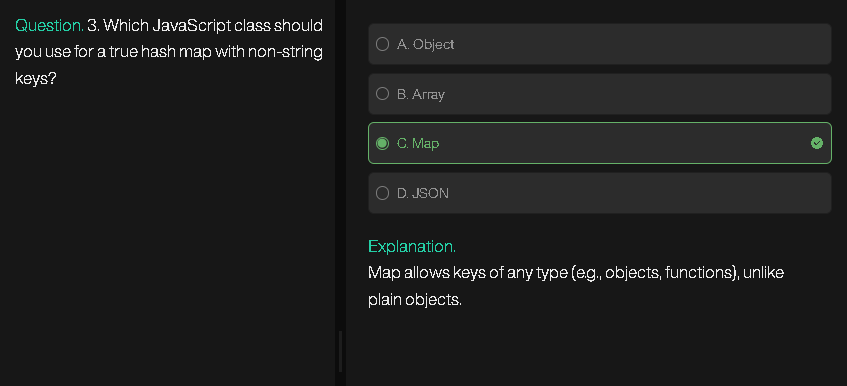 Question. 3. Which JavaScript class should
you use for a true hash map with non-string
keys?
A. Object
B. Array
C. Map
D. JSON
Explanation.
Map allows keys of any type (e.g., objects, functions), unlike
plain objects.